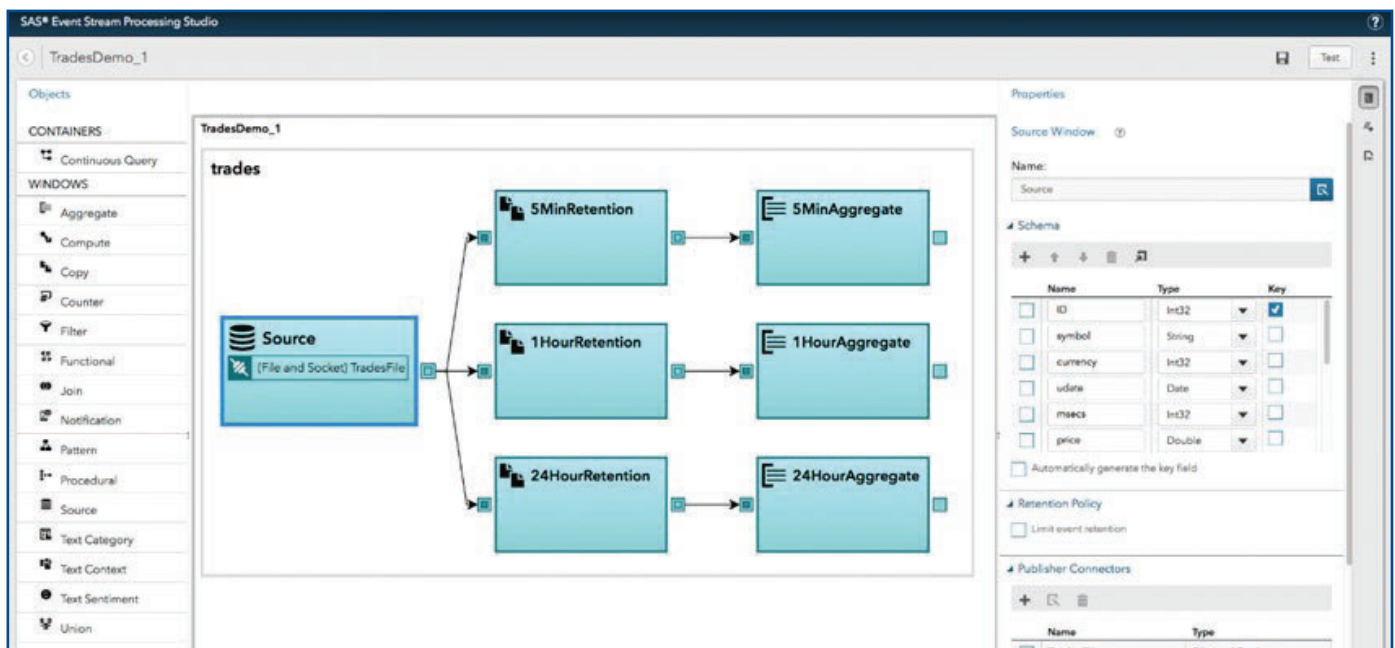 SAS® Event Stream Processing Studio
?
TradesDemo_1
Test
Objects
CONTAINERS
Continuous Query
WINDOWS
Aggregate
Compute
Copy
Counter
Filter
Functional
Join
Notification
Pattern
Procedural
Source
Text Category
Text Context
Text Sentiment
Union
TradesDemo_1
trades
Source
(File and Socket) TradesFile
5MinRetention
5MinAggregate
1HourRetention
1HourAggregate
24HourRetention
24HourAggregate
Properties
Source Window ?
Name:
Source
Schema
Name Type Key
ID Int32
symbol String
currency Int32
udate Date
msecs Int32
price Double
Automatically generate the key field
Retention Policy
Limit event retention
Publisher Connectors
Name Type